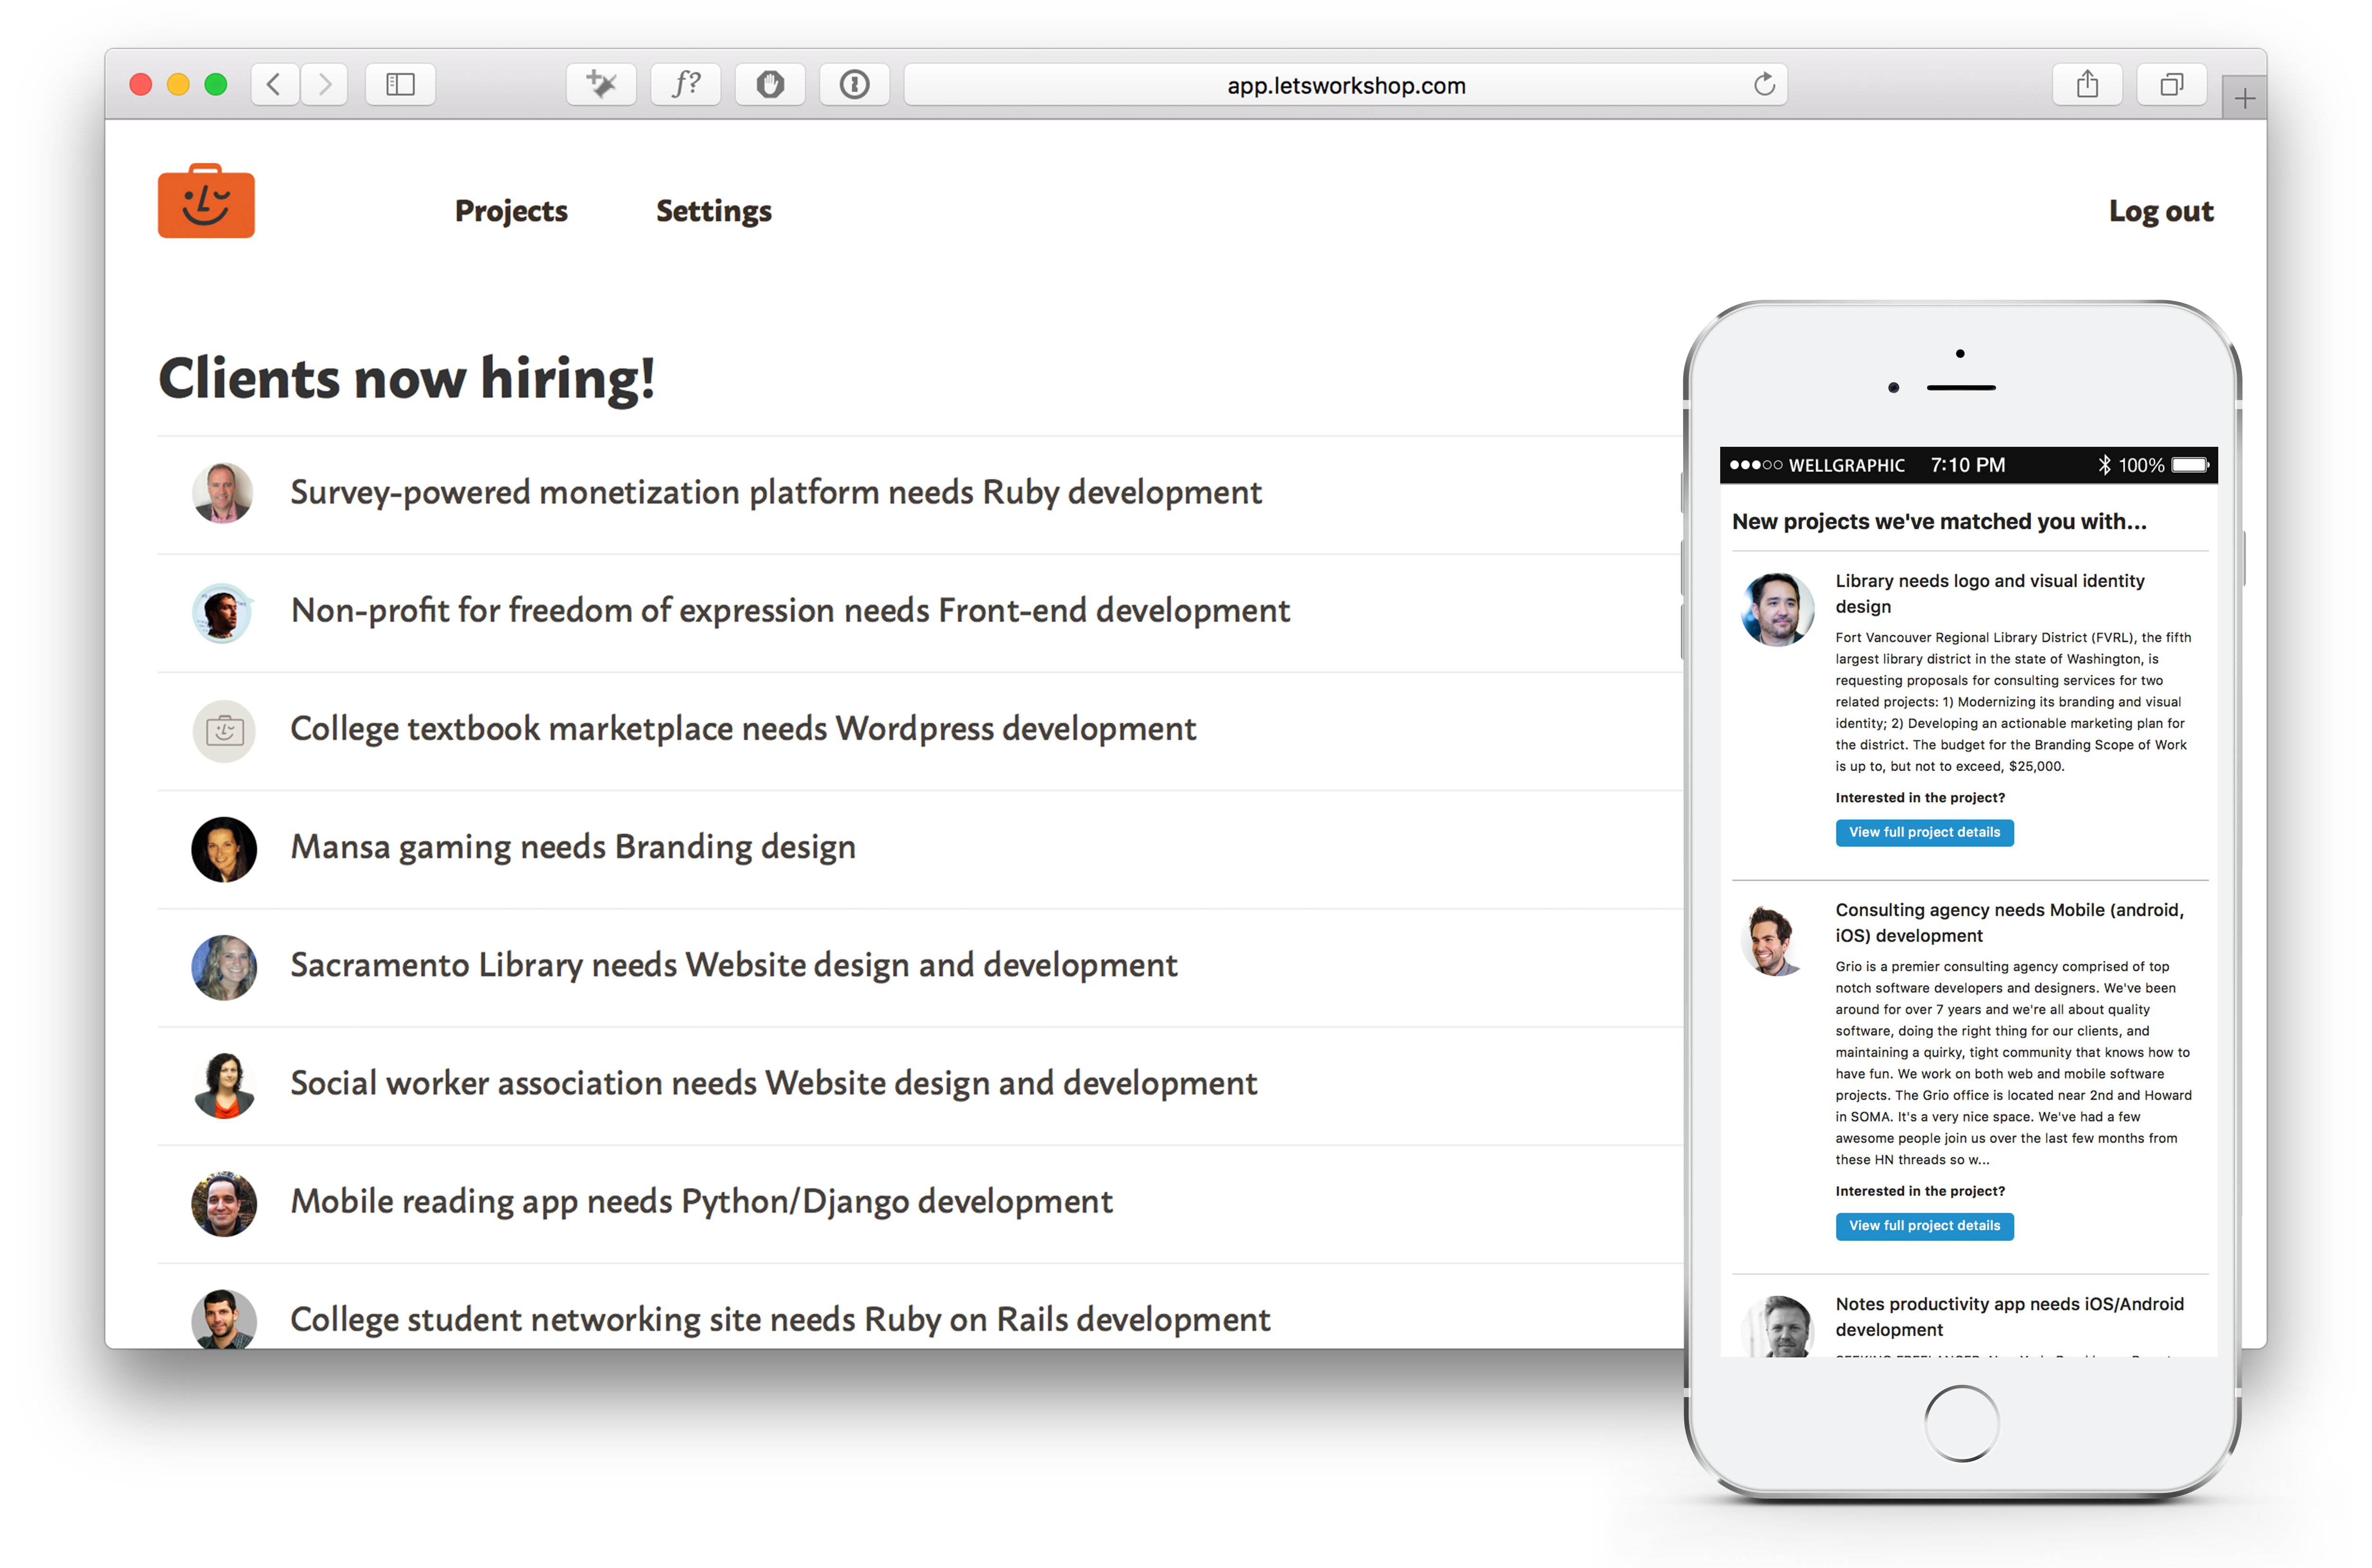 f?
app.letsworkshop.com
Projects
Settings
Log out
Clients now hiring!
Survey-powered monetization platform needs Ruby development
Non-profit for freedom of expression needs Front-end development
College textbook marketplace needs Wordpress development
Mansa gaming needs Branding design
Sacramento Library needs Website design and development
Social worker association needs Website design and development
Mobile reading app needs Python/Django development
College student networking site needs Ruby on Rails development
WELLGRAPHIC 7:10 PM 100%
New projects we've matched you with...
Library needs logo and visual identity
design
Fort Vancouver Regional Library District (FVRL), the fifth
largest library district in the state of Washington, is
requesting proposals for consulting services for two
related projects: 1) Modernizing its branding and visual
identity; 2) Developing an actionable marketing plan for
the district. The budget for the Branding Scope of Work
is up to, but not to exceed, $25,000.
Interested in the project?
View full project details
Consulting agency needs Mobile (android,
iOS) development
Grio is a premier consulting agency comprised of top
notch software developers and designers. We've been
around for over 7 years and we're all about quality
software, doing the right thing for our clients, and
maintaining a quirky, tight community that knows how to
have fun. We work on both web and mobile software
projects. The Grio office is located near 2nd and Howard
in SOMA. It's a very nice space. We've had a few
awesome people join us over the last few months from
these HN threads so w...
Interested in the project?
View full project details
Notes productivity app needs iOS/Android
development